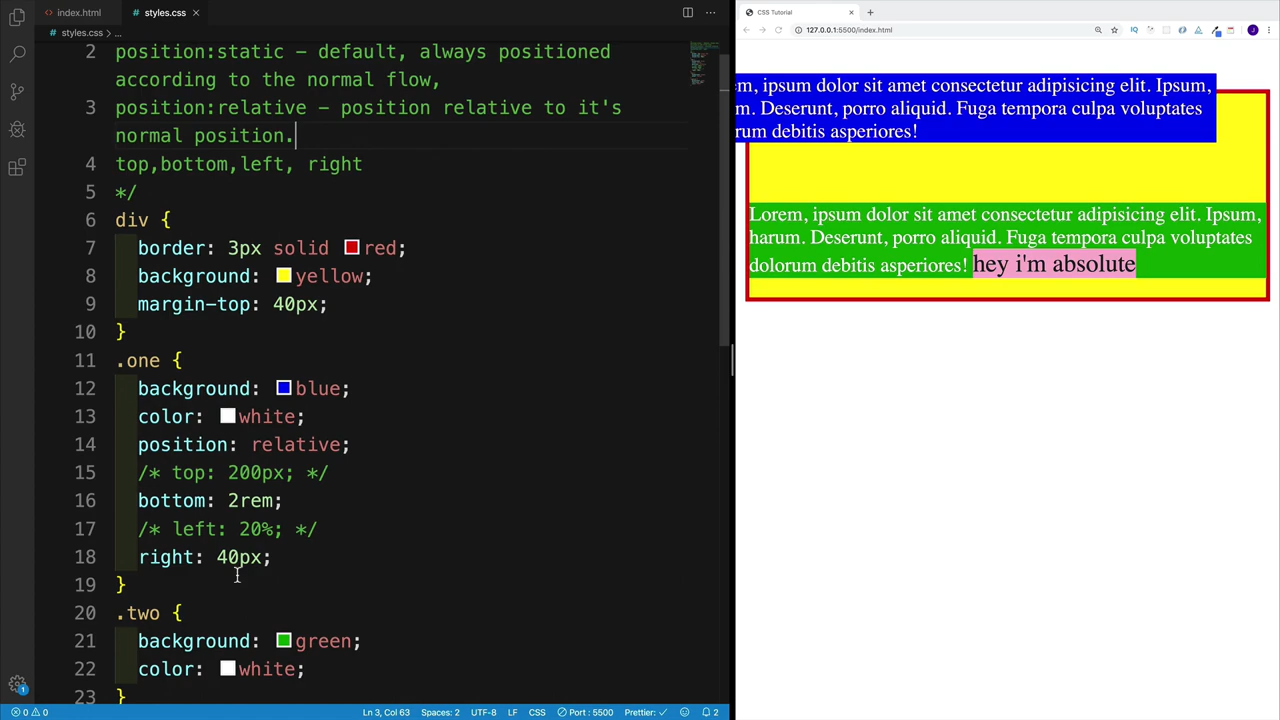 index.html
styles.css ×
styles.css > ...
2 position:static - default, always positioned
according to the normal flow,
3 position:relative - position relative to it's
normal position.
4 top,bottom,left, right
5 */
6 div {
7 border: 3px solid red;
8 background: yellow;
9 margin-top: 40px;
10 }
11 .one {
12 background: blue;
13 color: white;
14 position: relative;
15 /* top: 200px; */
16 bottom: 2rem;
17 /* left: 20%; */
18 right: 40px;
19 }
20 .two {
21 background: green;
22 color: white;
23 }
0 0
Ln 3, Col 63
Spaces: 2
UTF-8
LF
CSS
Port : 5500
Prettier: ✓
2
1
CSS Tutorial
127.0.0.1:5500/index.html
IQ
J
em, ipsum dolor sit amet consectetur adipisicing elit. Ipsum,
m. Deserunt, porro aliquid. Fuga tempora culpa voluptates
rum debitis asperiores!
Lorem, ipsum dolor sit amet consectetur adipisicing elit. Ipsum,
harum. Deserunt, porro aliquid. Fuga tempora culpa voluptates
dolorum debitis asperiores! hey i'm absolute